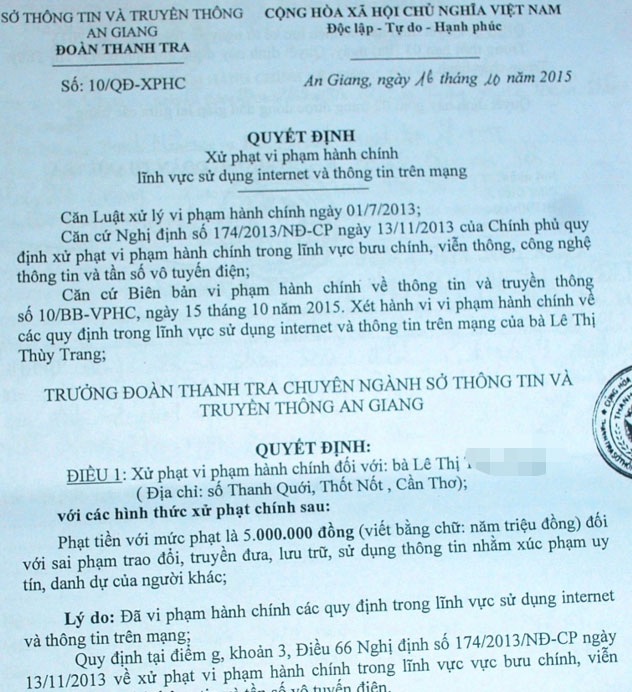 SỞ THÔNG TIN VÀ TRUYỀN THÔNG
AN GIANG
ĐOÀN THANH TRA
CỘNG HÒA XÃ HỘI CHỦ NGHĨA VIỆT NAM
Độc lập - Tự do - Hạnh phúc
Số: 10/QĐ-XPHC
An Giang, ngày 16 tháng 10 năm 2015
QUYẾT ĐỊNH
Xử phạt vi phạm hành chính
lĩnh vực sử dụng internet và thông tin trên mạng
Căn Luật xử lý vi phạm hành chính ngày 01/7/2013;
Căn cứ Nghị định số 174/2013/NĐ-CP ngày 13/11/2013 của Chính phủ quy
định xử phạt vi phạm hành chính trong lĩnh vực bưu chính, viễn thông, công nghệ
thông tin và tần số vô tuyến điện;
Căn cứ Biên bản vi phạm hành chính về thông tin và truyền thông
số 10/BB-VPHC, ngày 15 tháng 10 năm 2015. Xét hành vi vi phạm hành chính về
các quy định trong lĩnh vực sử dụng internet và thông tin trên mạng của bà Lê Thị
Thùy Trang;
TRƯỞNG ĐOÀN THANH TRA CHUYÊN NGÀNH SỞ THÔNG TIN VÀ
TRUYỀN THÔNG AN GIANG
QUYẾT ĐỊNH:
ĐIỀU 1: Xử phạt vi phạm hành chính đối với: bà Lê Thị
( Địa chỉ: số Thanh Quới, Thốt Nốt , Cần Thơ);
với các hình thức xử phạt chính sau:
Phạt tiền với mức phạt là 5.000.000 đồng (viết bằng chữ: năm triệu đồng) đối
với sai phạm trao đổi, truyền đưa, lưu trữ, sử dụng thông tin nhằm xúc phạm uy
tín, danh dự của người khác;
Lý do: Đã vi phạm hành chính các quy định trong lĩnh vực sử dụng internet
và thông tin trên mạng;
Quy định tại điểm g, khoản 3, Điều 66 Nghị định số 174/2013/NĐ-CP ngày
13/11/2013 về xử phạt vi phạm hành chính trong lĩnh vực vực bưu chính, viễn
số vô tuyến điện.